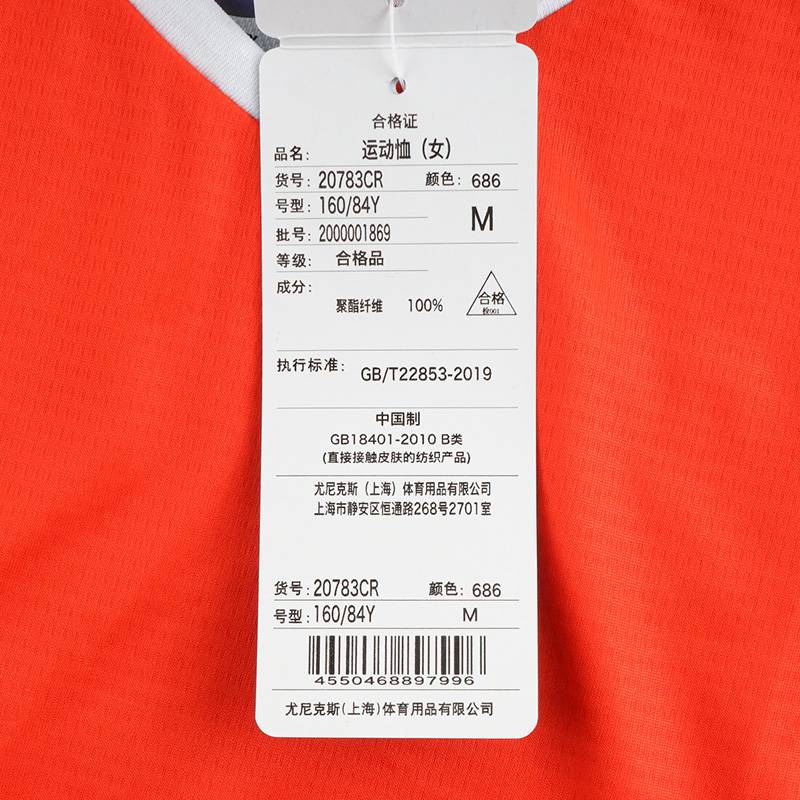 合格证
品名: 运动恤(女)
货号: 20783CR 颜色: 686
号型: 160/84Y M
批号: 2000001869
等级: 合格品
成分:
聚酯纤维 100%
合格
检001
执行标准: GB/T22853-2019
中国制
GB18401-2010 B类
(直接接触皮肤的纺织产品)
尤尼克斯(上海)体育用品有限公司
上海市静安区恒通路268号2701室
货号: 20783CR 颜色: 686
号型: 160/84Y M
4550468897996
尤尼克斯(上海)体育用品有限公司